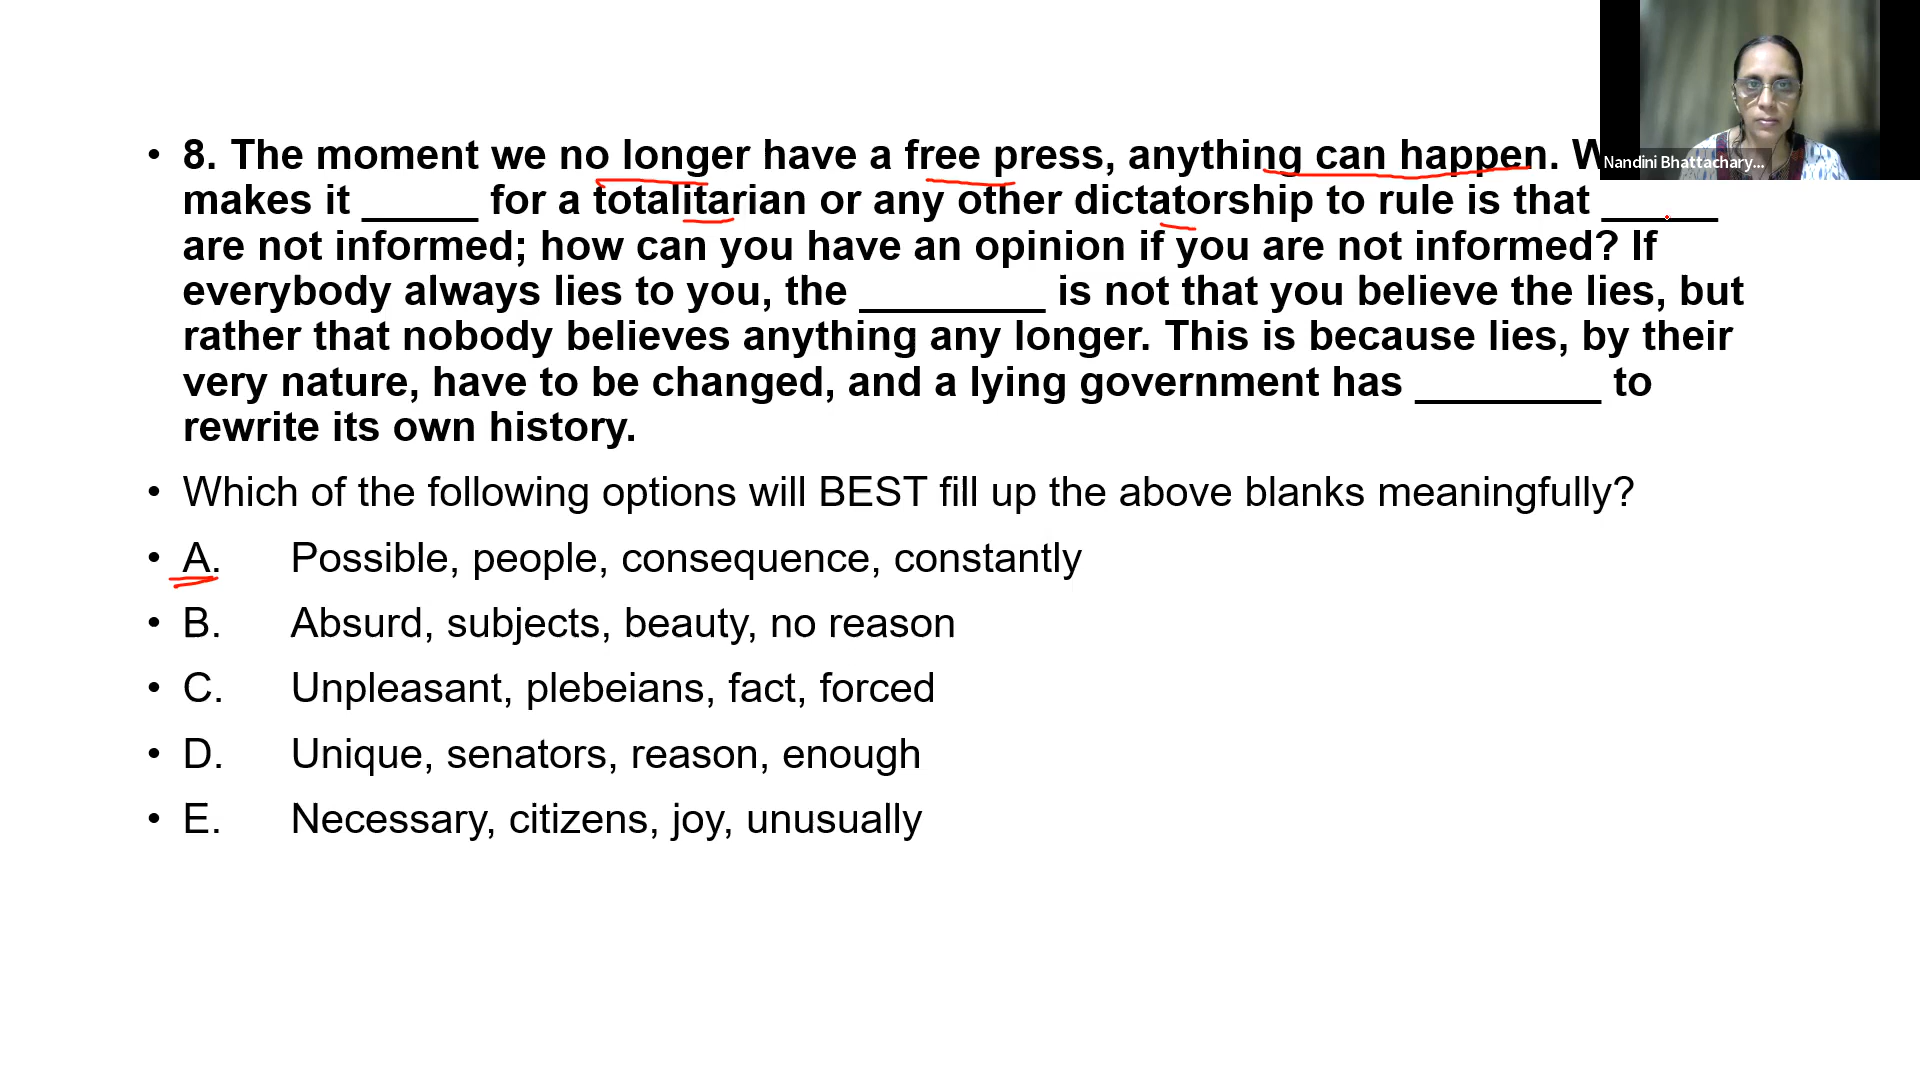 • 8. The moment we no longer have a free press, anything can happen.
makes it _____ for a totalitarian or any other dictatorship to rule is that _____
are not informed; how can you have an opinion if you are not informed? If
everybody always lies to you, the ________ is not that you believe the lies, but
rather that nobody believes anything any longer. This is because lies, by their
very nature, have to be changed, and a lying government has ________ to
rewrite its own history.
• Which of the following options will BEST fill up the above blanks meaningfully?
• A. Possible, people, consequence, constantly
• B. Absurd, subjects, beauty, no reason
• C. Unpleasant, plebeians, fact, forced
• D. Unique, senators, reason, enough
• E. Necessary, citizens, joy, unusually
Nandini Bhattachary...